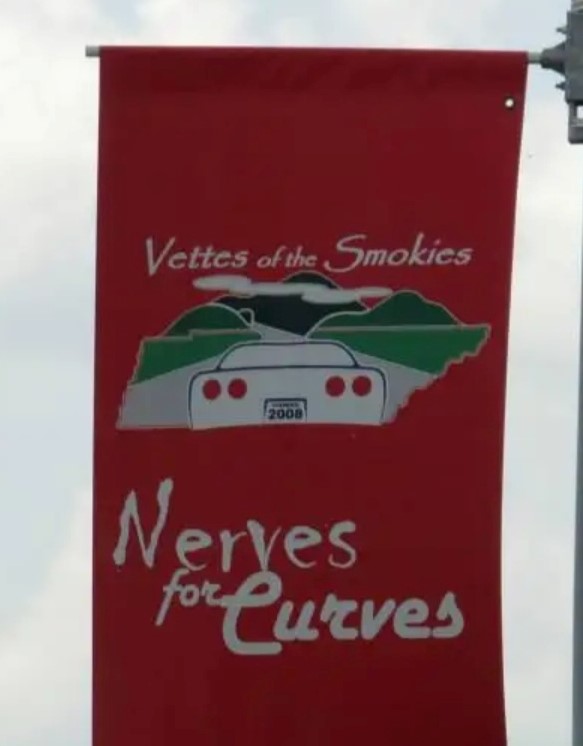 Vettes of the Smokies
2008
Nerves
for Curves